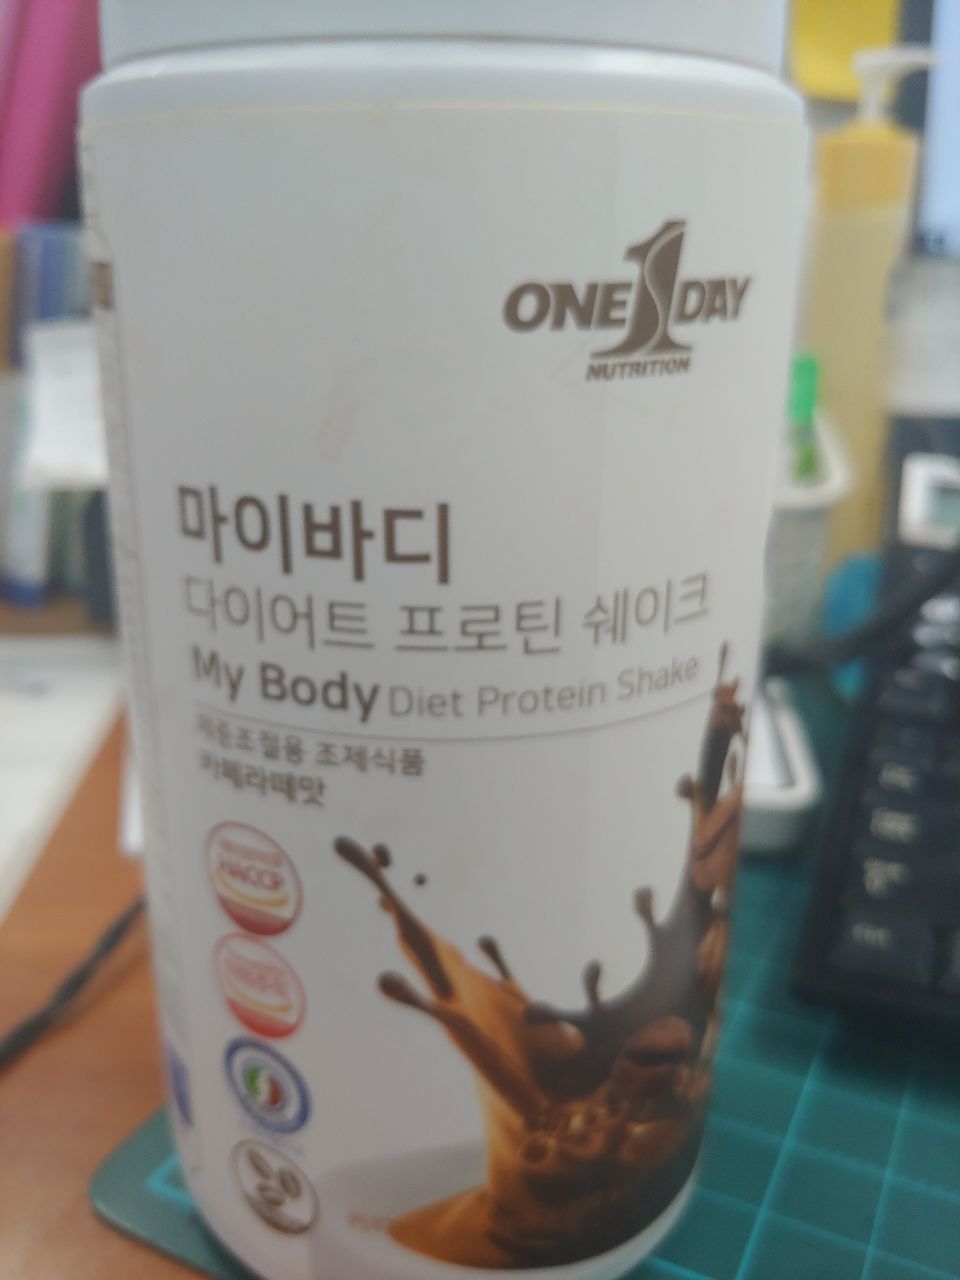 ONE 1 DAY
NUTRITION
마이바디
다이어트 프로틴 쉐이크
My Body Diet Protein Shake
체중조절용 조제식품
카페라떼맛
HACCP